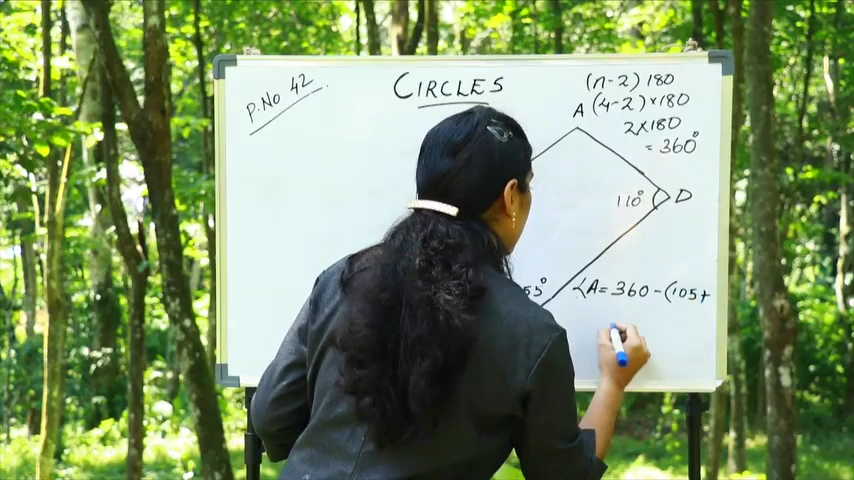 P.No 42
CIRCLES
(n-2) 180
(4-2)×180
2×180
= 360°
A
110°
D
55°
∠A = 360 - (105+